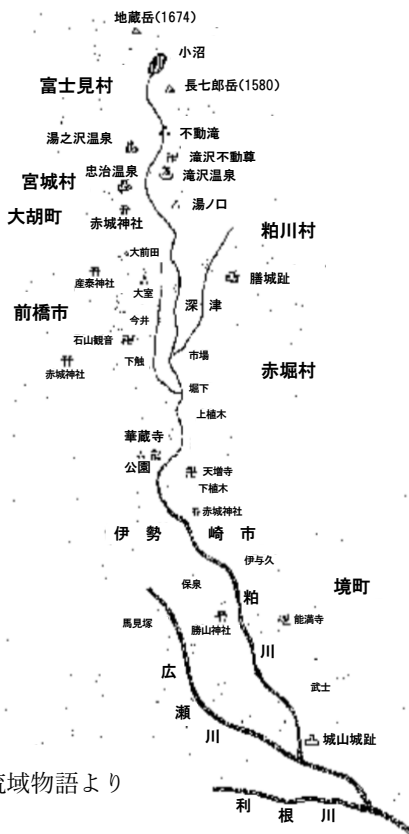 地蔵岳(1674)
小沼
富士見村
長七郎岳(1580)
不動滝
湯之沢温泉
滝沢不動尊
忠治温泉
滝沢温泉
宮城村
大胡町
赤城神社
湯ノ口
粕川村
大前田
産泰神社
大室
膳城趾
深津
前橋市
今井
石山観音
下触
市場
赤城神社
赤堀村
堀下
上植木
華蔵寺
公園
天増寺
下植木
赤城神社
伊勢崎市
伊与久
保泉
粕川
境町
馬見塚
勝山神社
能満寺
広瀬川
武士
城山城趾
流域物語より
利根川